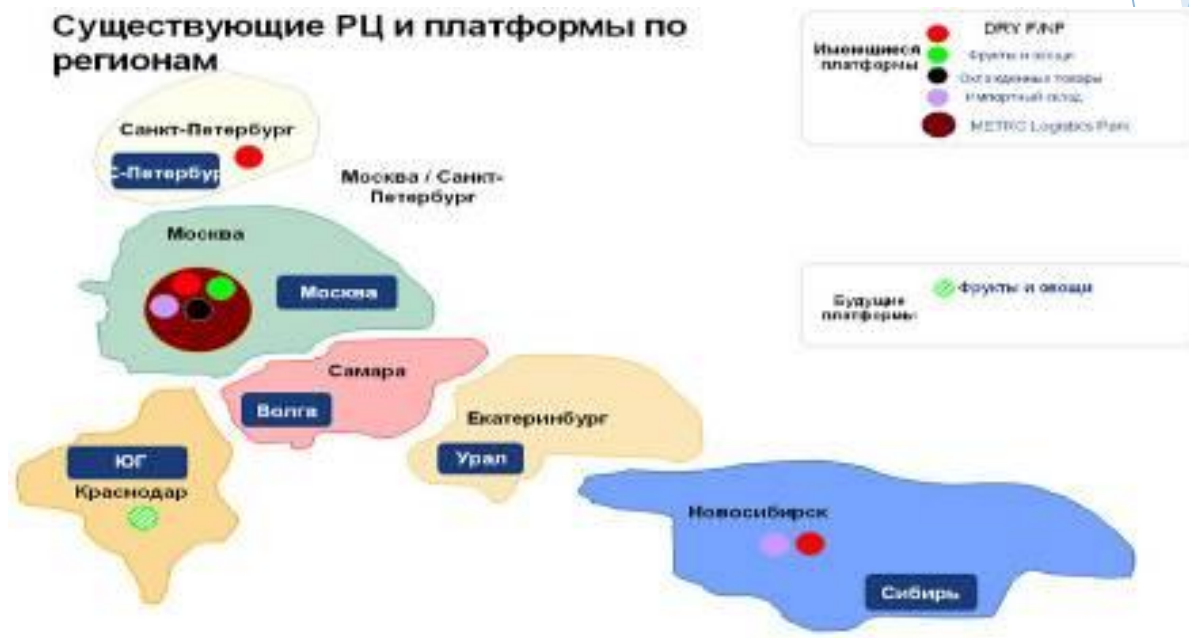 Существующие РЦ и платформы по
регионам
Имеющиеся
платформы
DRY F/NF
Фрукты и овощи
Охлажденные товары
Импортный склад
METRO Logistics Park
Санкт-Петербург
С-Петербур
Москва / Санкт-
Петербург
Москва
Москва
Будущие
платформы
Фрукты и овощи
Самара
Волга
Екатеринбург
Урал
ЮГ
Краснодар
Новосибирск
Сибирь